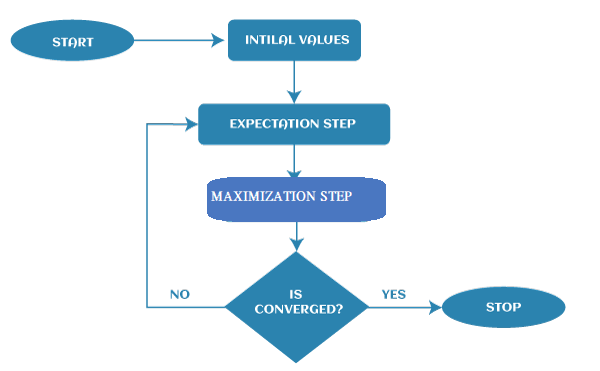 START
INTILAL VALUES
EXPECTATION STEP
MAXIMIZATION STEP
IS
CONVERGED?
NO
YES
STOP